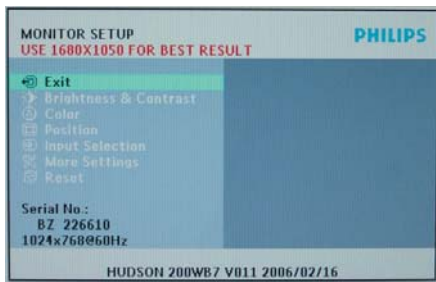 MONITOR SETUP
PHILIPS
USE 1680X1050 FOR BEST RESULT
Exit
Brightness & Contrast
Color
Position
Input Selection
More Settings
Reset
Serial No.:
BZ 226610
1024x768@60Hz
HUDSON 200WB7 V011 2006/02/16